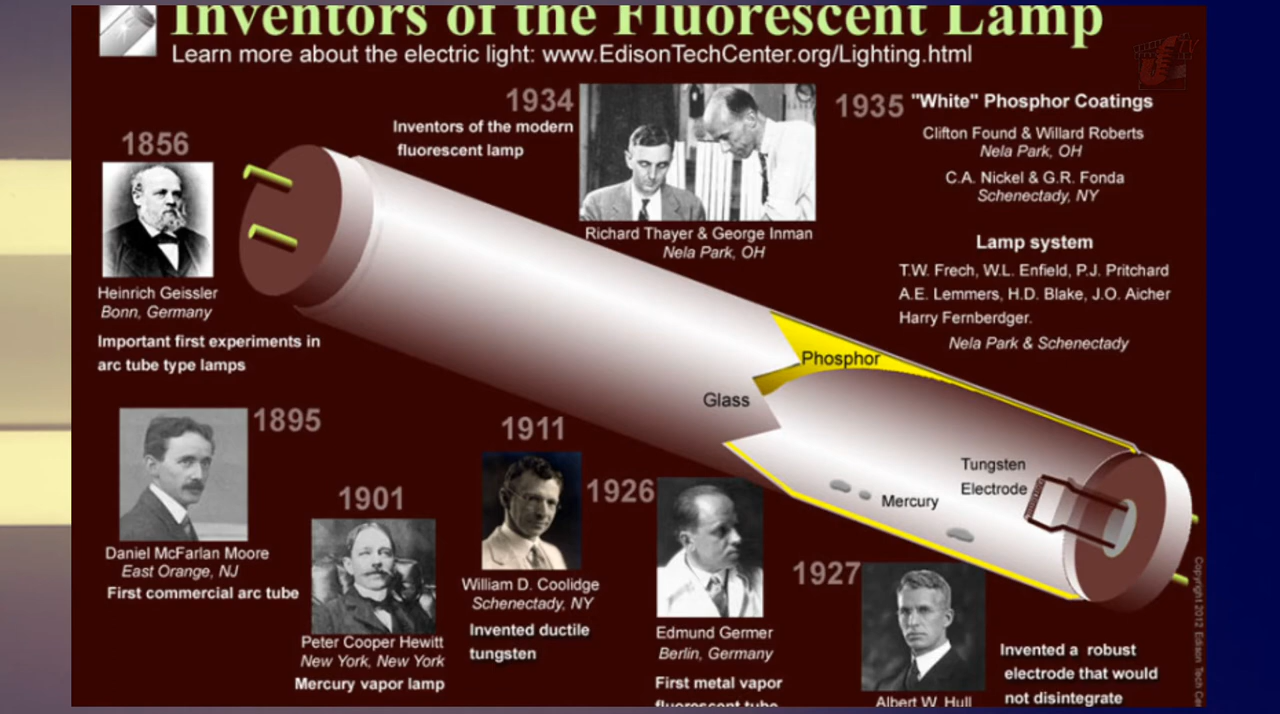 Inventors of the Fluorescent Lamp
Learn more about the electric light: www.EdisonTechCenter.org/Lighting.html
1856
Heinrich Geissler
Bonn, Germany
Important first experiments in
arc tube type lamps
1934
Inventors of the modern
fluorescent lamp
Richard Thayer & George Inman
Nela Park, OH
1935 "White" Phosphor Coatings
Clifton Found & Willard Roberts
Nela Park, OH
C.A. Nickel & G.R. Fonda
Schenectady, NY
Lamp system
T.W. Frech, W.L. Enfield, P.J. Pritchard
A.E. Lemmers, H.D. Blake, J.O. Aicher
Harry Fernberdger.
Nela Park & Schenectady
Phosphor
Glass
Mercury
Tungsten
Electrode
1895
Daniel McFarlan Moore
East Orange, NJ
First commercial arc tube
1901
Peter Cooper Hewitt
New York, New York
Mercury vapor lamp
1911
William D. Coolidge
Schenectady, NY
Invented ductile
tungsten
1926
Edmund Germer
Berlin, Germany
First metal vapor
fluorescent tube
1927
Albert W. Hull
Invented a robust
electrode that would
not disintegrate
Copyright 2012 Edison Tech